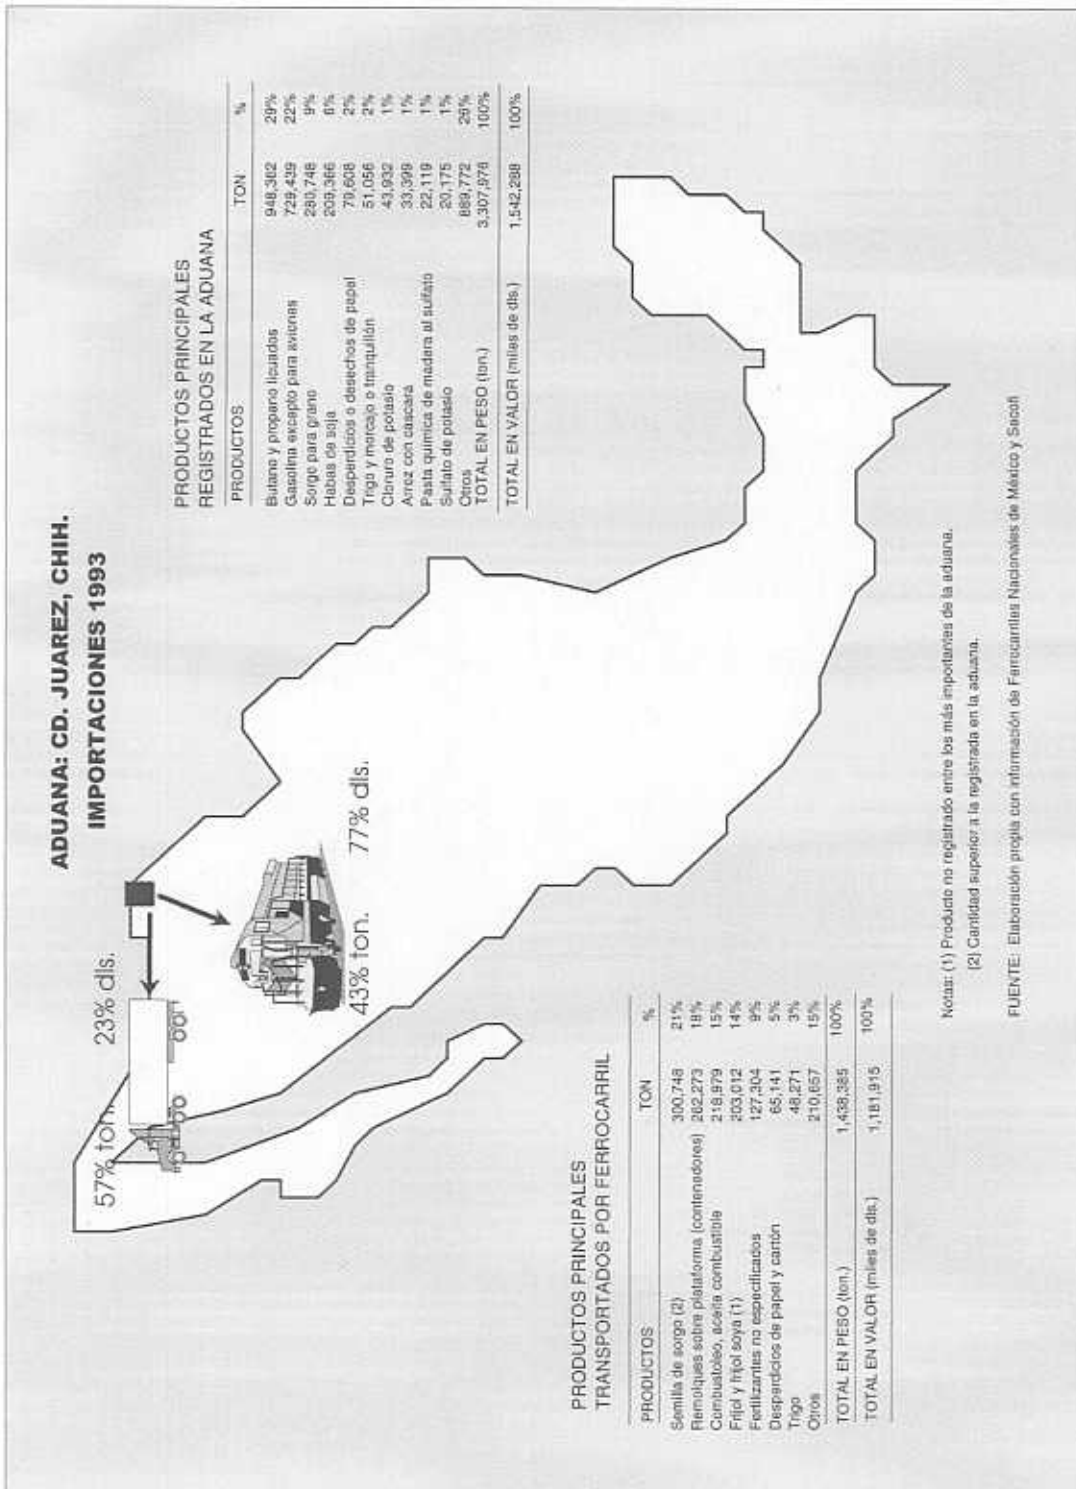 ADUANA: CD. JUAREZ, CHIH.
IMPORTACIONES 1993
57% ton. 23% dls.
43% ton. 77% dls.
PRODUCTOS PRINCIPALES
REGISTRADOS EN LA ADUANA
PRODUCTOS TON %
Butano y propano licuados 948,362 29%
Gasolina excepto para aviones 729,439 22%
Sorgo para grano 280,748 9%
Habas de soja 209,366 6%
Desperdicios o desechos de papal 79,608 2%
Trigo y morcajo o tranquillón 51,056 2%
Cloruro de potasio 43,932 1%
Arroz con cascara 33,399 1%
Pasta química de madera al sulfato 22,119 1%
Sulfato de potasio 20,175 1%
Otros 889,772 26%
TOTAL EN PESO (ton.) 3,307,976 100%
TOTAL EN VALOR (miles de dls.) 1,542,288 100%
PRODUCTOS PRINCIPALES
TRANSPORTADOS POR FERROCARRIL
PRODUCTOS TON %
Semilla de sorgo (2) 300,748 21%
Remolques sobre plataforma (contenedores) 262,273 18%
Combustoleo, aceite combustible 218,979 15%
Frijol y frijol soya (1) 203,012 14%
Fertilizantes no especificados 127,304 9%
Desperdicios de papel y cartón 65,141 5%
Trigo 48,271 3%
Otros 210,657 15%
TOTAL EN PESO (ton.) 1,438,385 100%
TOTAL EN VALOR (miles de dls.) 1,181,915 100%
Notas: (1) Producto no registrado entre los más importantes de la aduana.
(2) Cantidad superior a la registrada en la aduana.
FUENTE: Elaboración propia con información de Ferrocarriles Nacionales de México y Secofi